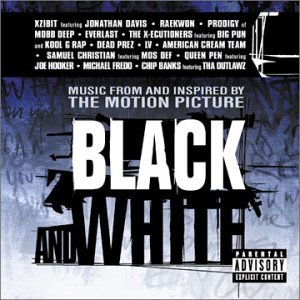 XZIBIT featuring JONATHAN DAVIS • RAEKWON • PRODIGY of
MOBB DEEP • EVERLAST • THE X-ECUTIONERS featuring BIG PUN
and KOOL G RAP • DEAD PREZ • LV • AMERICAN CREAM TEAM
• SAMUEL CHRISTIAN featuring MOS DEF • QUEEN PEN featuring
JOE HOOKER • MICHAEL FREDO • CHIP BANKS featuring THA OUTLAWZ
MUSIC FROM AND INSPIRED BY
THE MOTION PICTURE
BLACK
AND WHITE
PARENTAL
ADVISORY
EXPLICIT CONTENT